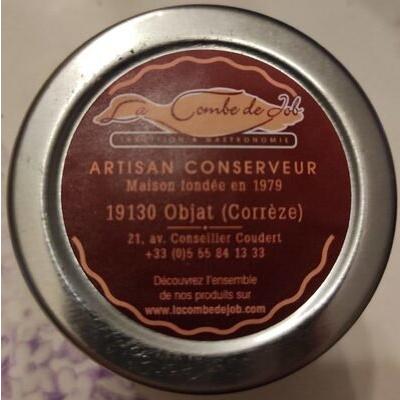 La Combe de Job
TRADITION & GASTRONOMIE
ARTISAN CONSERVEUR
Maison fondée en 1979
19130 Objat (Corrèze)
21, av. Conseiller Coudert
+33 (0)5 55 84 13 33
Découvrez l'ensemble
de nos produits sur
www.lacombedejob.com